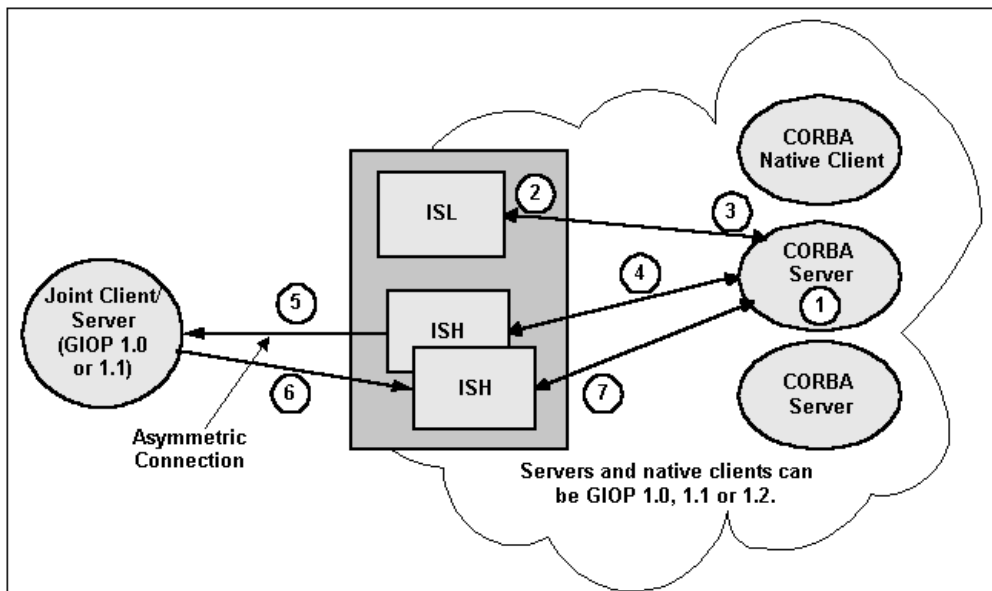 CORBA
Native Client
ISL
2
3
CORBA
Server
4
1
Joint Client/
Server
(GIOP 1.0
or 1.1)
5
ISH
6
ISH
7
CORBA
Server
Asymmetric
Connection
Servers and native clients can
be GIOP 1.0, 1.1 or 1.2.